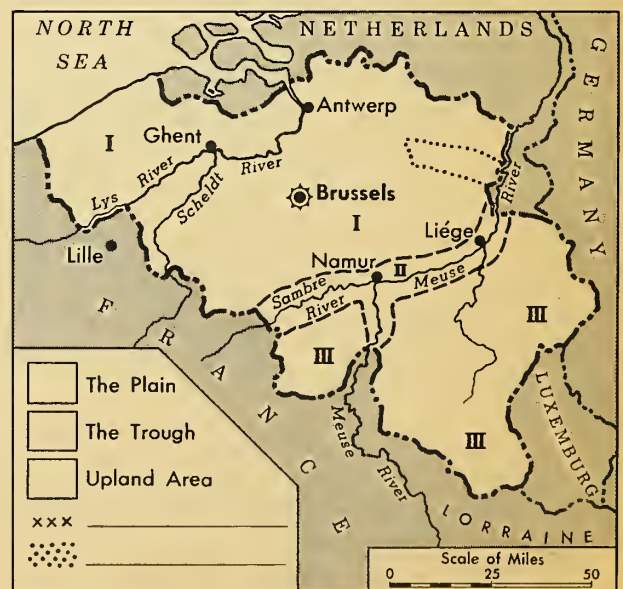 NORTH
SEA
NETHERLANDS
GERMANY
Antwerp
I
Ghent
Lys River
Scheldt River
Brussels
I
River
Lille
Liége
Namur
II
Sambre River
Meuse
III
III
III
FRANCE
Meuse River
LUXEMBURG
LORRAINE
The Plain
The Trough
Upland Area
xxx
Scale of Miles
0 25 50